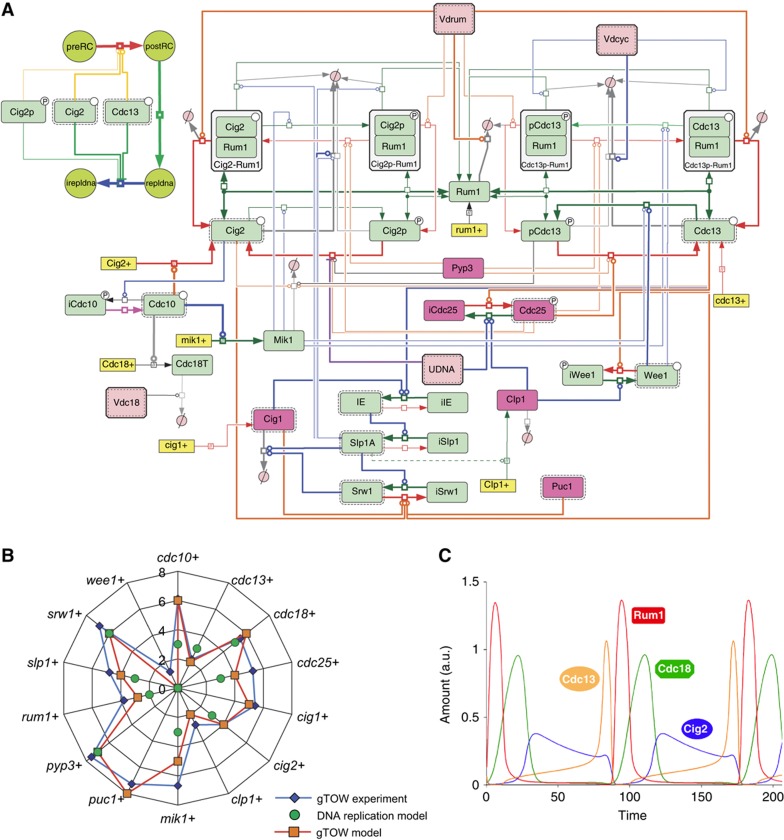 A
preRC
postRC
Cig2p
P
Cig2
Cdc13
irepldna
repldna
Vdrum
Vdcyc
Cig2
Rum1
Cig2-Rum1
P
Cig2p
Rum1
Cig2p-Rum1
P
pCdc13
Rum1
Cdc13p-Rum1
Cdc13
Rum1
Cdc13p-Rum1
Rum1
rum1+
Cig2
P
Cig2p
P
pCdc13
Cdc13
Cig2+
Pyp3
P
iCdc10
Cdc10
iCdc25
P
Cdc25
cdc13+
mik1+
Mik1
Cdc18+
Cdc18T
UDNA
P
iWee1
Wee1
Vdc18
IE
iIE
Clp1
Cig1
cig1+
Slp1A
iSlp1
Clp1+
Srw1
iSrw1
Puc1
B
cdc10+
wee1+
cdc13+
srw1+
cdc18+
slp1+
cdc25+
rum1+
cig1+
pyp3+
cig2+
puc1+
clp1+
mik1+
8
6
4
2
0
gTOW experiment
DNA replication model
gTOW model
C
Amount (a.u.)
1.5
1
0.5
0
Rum1
Cdc13
Cdc18
Cig2
0
50
100
150
200
Time